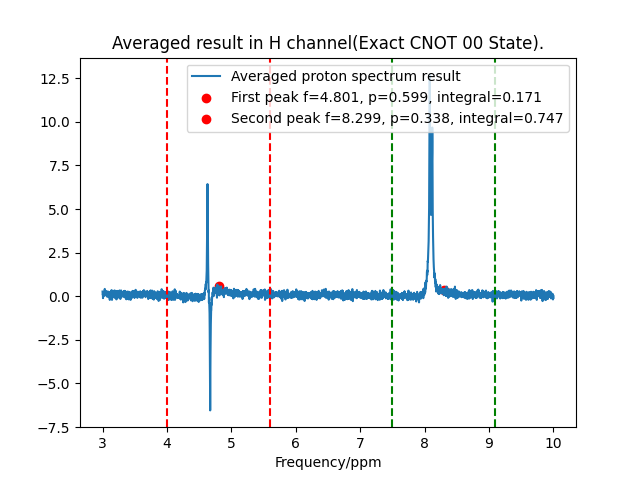 Averaged result in H channel(Exact CNOT 00 State).
Averaged proton spectrum result
First peak f=4.801, p=0.599, integral=0.171
Second peak f=8.299, p=0.338, integral=0.747
12.5
10.0
7.5
5.0
2.5
0.0
−2.5
−5.0
−7.5
3 4 5 6 7 8 9 10
Frequency/ppm